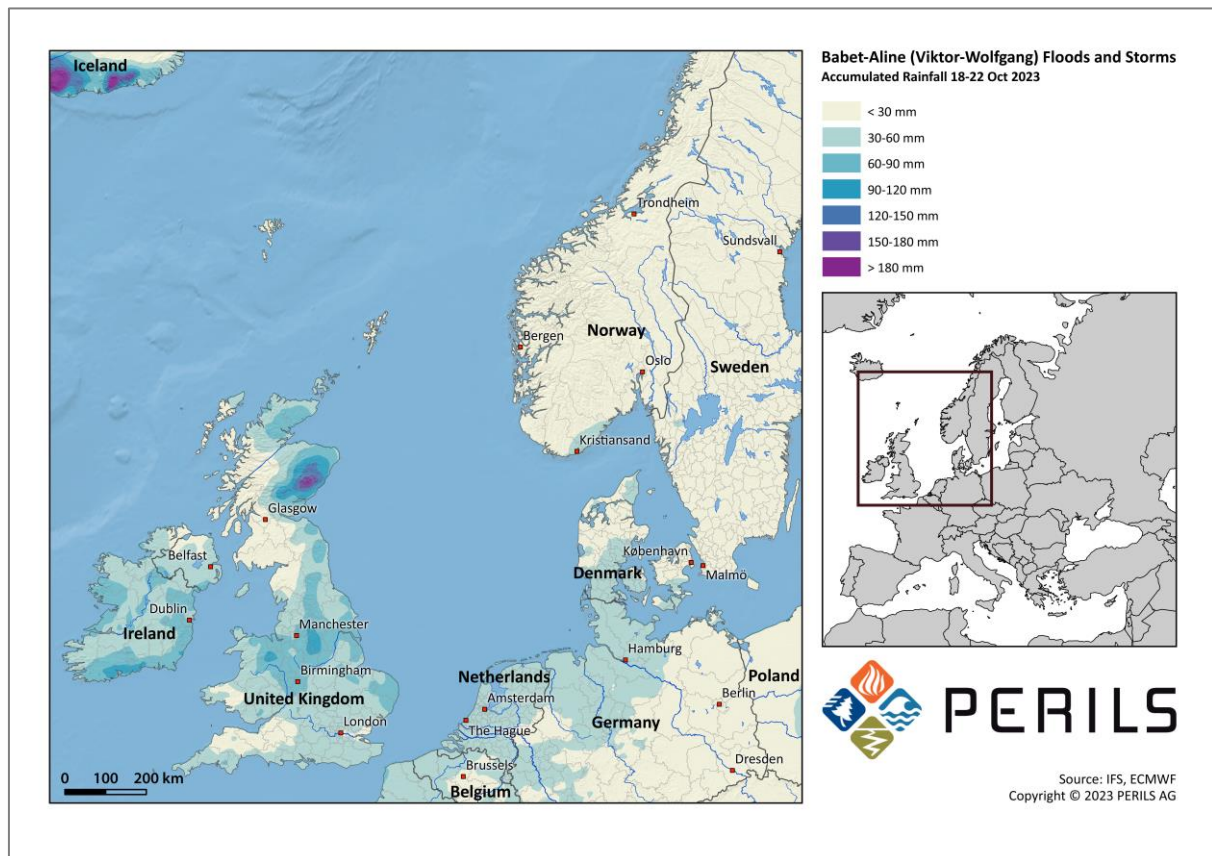 Babet-Aline (Viktor-Wolfgang) Floods and Storms
Accumulated Rainfall 18-22 Oct 2023
< 30 mm
30-60 mm
60-90 mm
90-120 mm
120-150 mm
150-180 mm
> 180 mm
Iceland
Trondheim
Sundsvall
Norway
Bergen
Oslo
Sweden
Kristiansand
Glasgow
København
Belfast
Denmark
Malmö
Dublin
Manchester
Ireland
Hamburg
Birmingham
Netherlands
Poland
United Kingdom
Amsterdam
Berlin
London
The Hague
Germany
Brussels
Dresden
Belgium
0 100 200 km
PERILS
Source: IFS, ECMWF
Copyright © 2023 PERILS AG